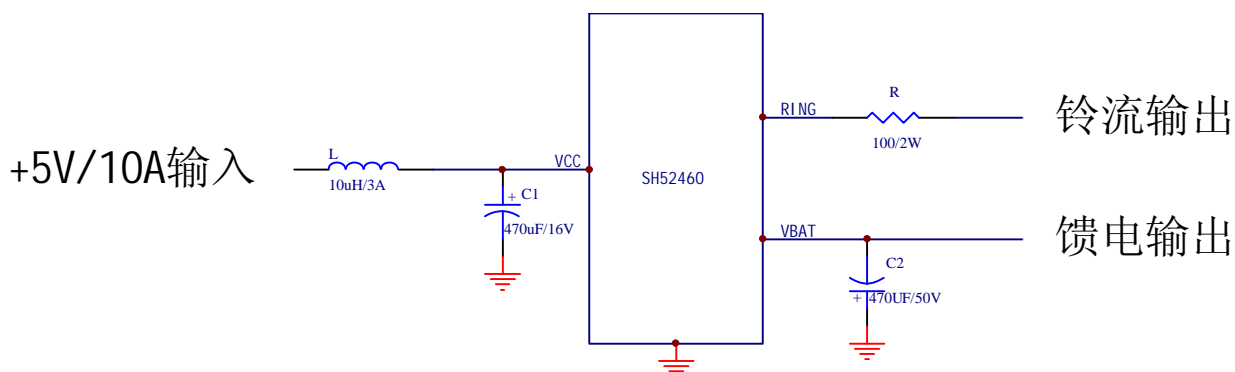 +5V/10A输入
L
10uH/3A
VCC
+
C1
470uF/16V
SH52460
RING
R
100/2W
铃流输出
VBAT
馈电输出
C2
+
470UF/50V